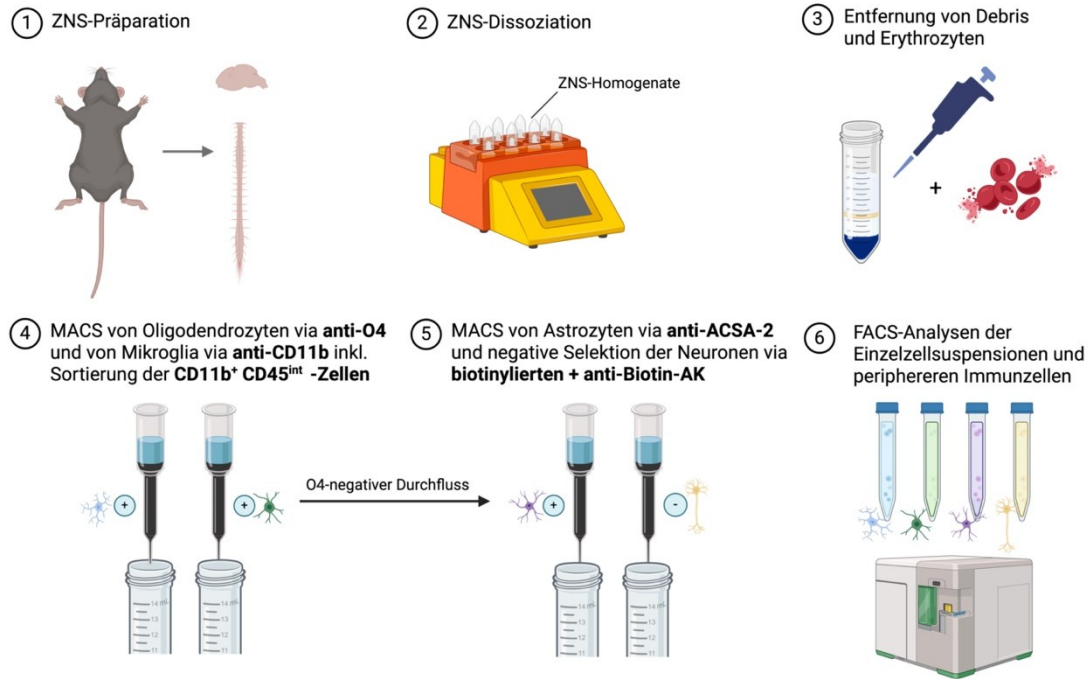 1 ZNS-Präparation
2 ZNS-Dissoziation
ZNS-Homogenate
3 Entfernung von Debris
und Erythrozyten
+
4 MACS von Oligodendrozyten via anti-O4
und von Mikroglia via anti-CD11b inkl.
Sortierung der CD11b⁺ CD45ⁱⁿᵗ -Zellen
+
+
14 mL
13
12
11
14 mL
13
12
11
O4-negativer Durchfluss
5 MACS von Astrozyten via anti-ACSA-2
und negative Selektion der Neuronen via
biotinylierten + anti-Biotin-AK
+
-
14 mL
13
12
11
14 mL
13
12
11
6 FACS-Analysen der
Einzelzellsuspensionen und
periphereren Immunzellen